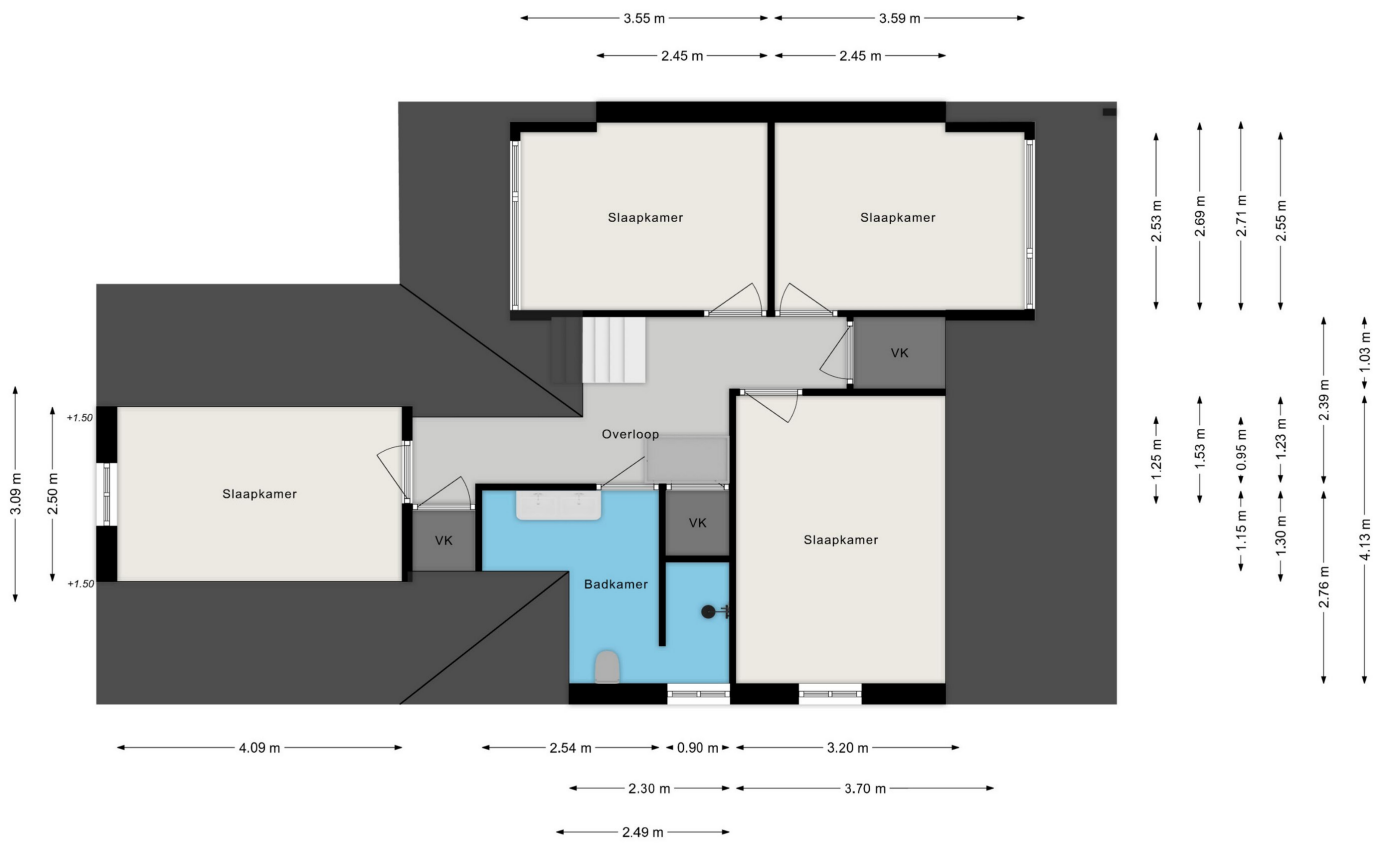 3.55 m
3.59 m
2.45 m
2.45 m
Slaapkamer
Slaapkamer
2.53 m
2.69 m
2.71 m
2.55 m
VK
1.03 m
2.39 m
+1.50
Overloop
1.25 m
1.53 m
0.95 m
1.23 m
3.09 m
2.50 m
Slaapkamer
VK
VK
Slaapkamer
1.15 m
1.30 m
4.13 m
+1.50
Badkamer
2.76 m
4.09 m
2.54 m
0.90 m
3.20 m
2.30 m
3.70 m
2.49 m